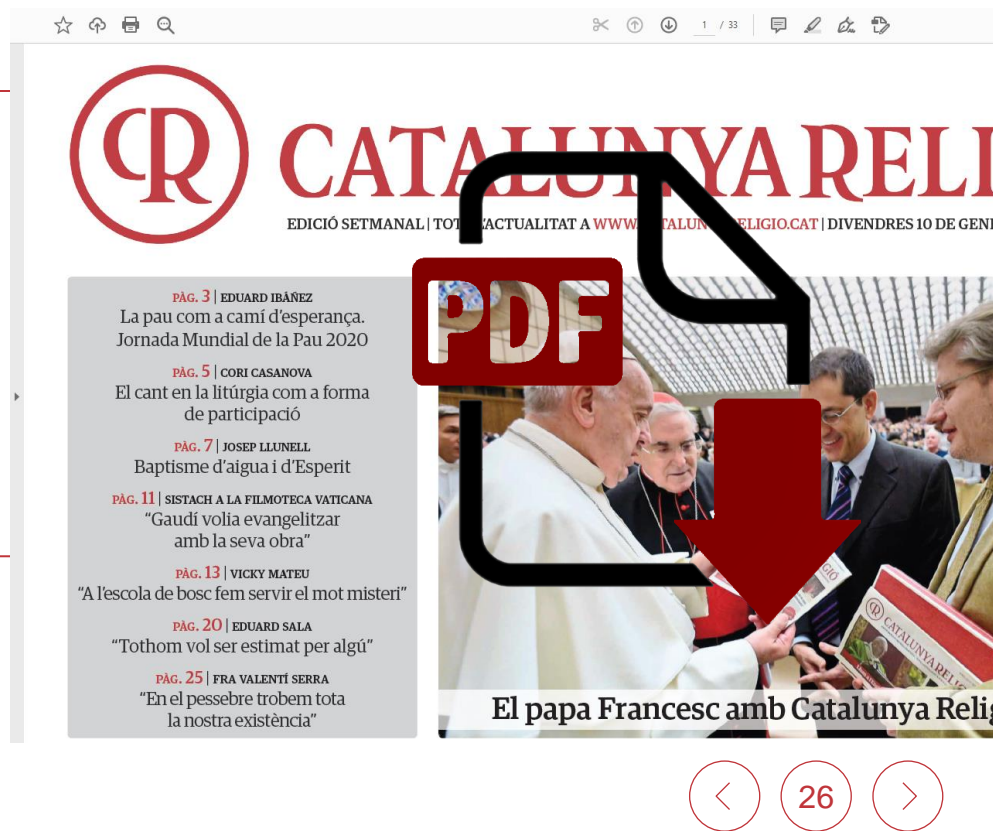 1 / 33
CR
CATALUNYA RELI
EDICIÓ SETMANAL | TOT L'ACTUALITAT A WWW.CATALUNYARELIGIO.CAT | DIVENDRES 10 DE GEN
PDF
PÀG. 3 | EDUARD IBÁÑEZ
La pau com a camí d'esperança.
Jornada Mundial de la Pau 2020
PÀG. 5 | CORI CASANOVA
El cant en la litúrgia com a forma
de participació
PÀG. 7 | JOSEP LLUNELL
Baptisme d'aigua i d'Esperit
PÀG. 11 | SISTACH A LA FILMOTECA VATICANA
“Gaudí volia evangelitzar
amb la seva obra”
PÀG. 13 | VICKY MATEU
“A l'escola de bosc fem servir el mot misteri”
PÀG. 20 | EDUARD SALA
“Tothom vol ser estimat per algú”
PÀG. 25 | FRA VALENTÍ SERRA
“En el pessebre trobem tota
la nostra existència”
CATALUNYARELIG
El papa Francesc amb Catalunya Reli
26